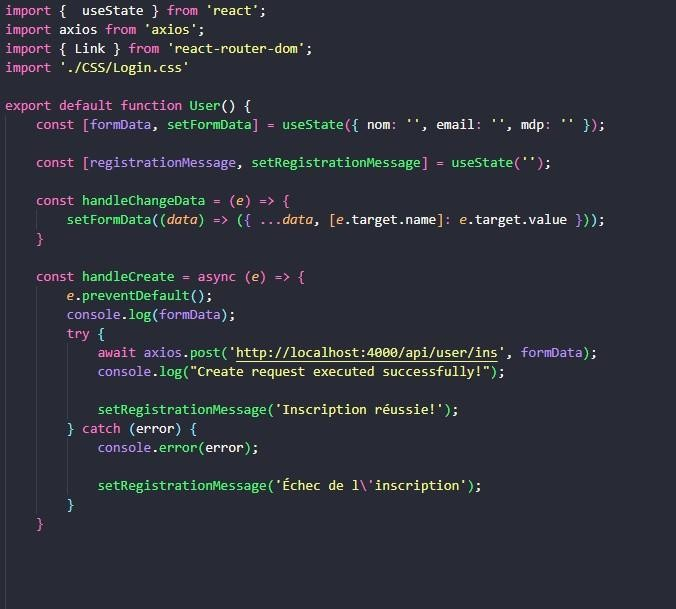 import {  useState } from 'react';
import axios from 'axios';
import { Link } from 'react-router-dom';
import './CSS/Login.css'
export default function User() {
    const [formData, setFormData] = useState({ nom: '', email: '', mdp: '' });
    const [registrationMessage, setRegistrationMessage] = useState('');
    const handleChangeData = (e) => {
        setFormData((data) => ({ ...data, [e.target.name]: e.target.value }));
    }
    const handleCreate = async (e) => {
        e.preventDefault();
        console.log(formData);
        try {
            await axios.post('http://localhost:4000/api/user/ins', formData);
            console.log("Create request executed successfully!");
            setRegistrationMessage('Inscription réussie!');
        } catch (error) {
            console.error(error);
            setRegistrationMessage('Échec de l\'inscription');
        }
    }